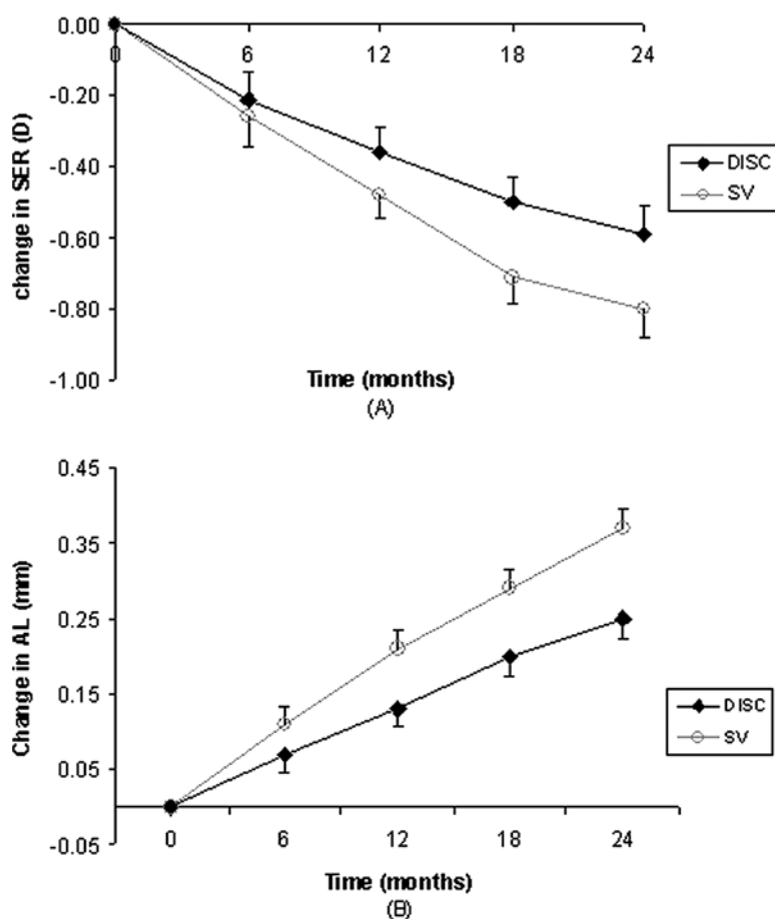 0.00
0 6 12 18 24
-0.20
-0.40
-0.60
-0.80
-1.00
change in SER (D)
DISC
SV
Time (months)
(A)
0.45
0.35
0.25
0.15
0.05
-0.05
Change in AL (mm)
DISC
SV
0 6 12 18 24
Time (months)
(B)